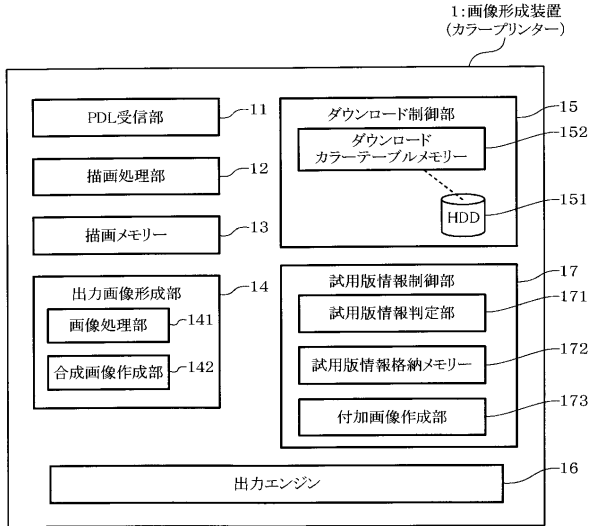 1:画像形成装置
(カラープリンター)
PDL受信部
11
描画処理部
12
描画メモリー
13
出力画像形成部
14
画像処理部
141
合成画像作成部
142
ダウンロード制御部
15
ダウンロード
カラーテーブルメモリー
152
HDD
151
試用版情報制御部
17
試用版情報判定部
171
試用版情報格納メモリー
172
付加画像作成部
173
出力エンジン
16